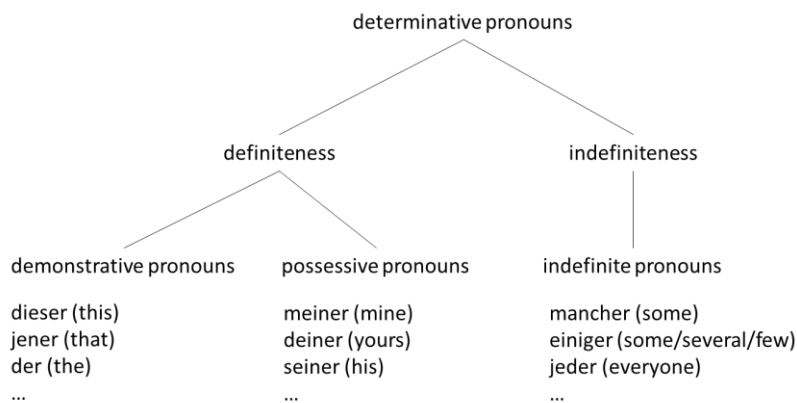 determinative pronouns
definiteness
indefiniteness
demonstrative pronouns
possessive pronouns
indefinite pronouns
dieser (this)
jener (that)
der (the)
...
meiner (mine)
deiner (yours)
seiner (his)
...
mancher (some)
einiger (some/several/few)
jeder (everyone)
...